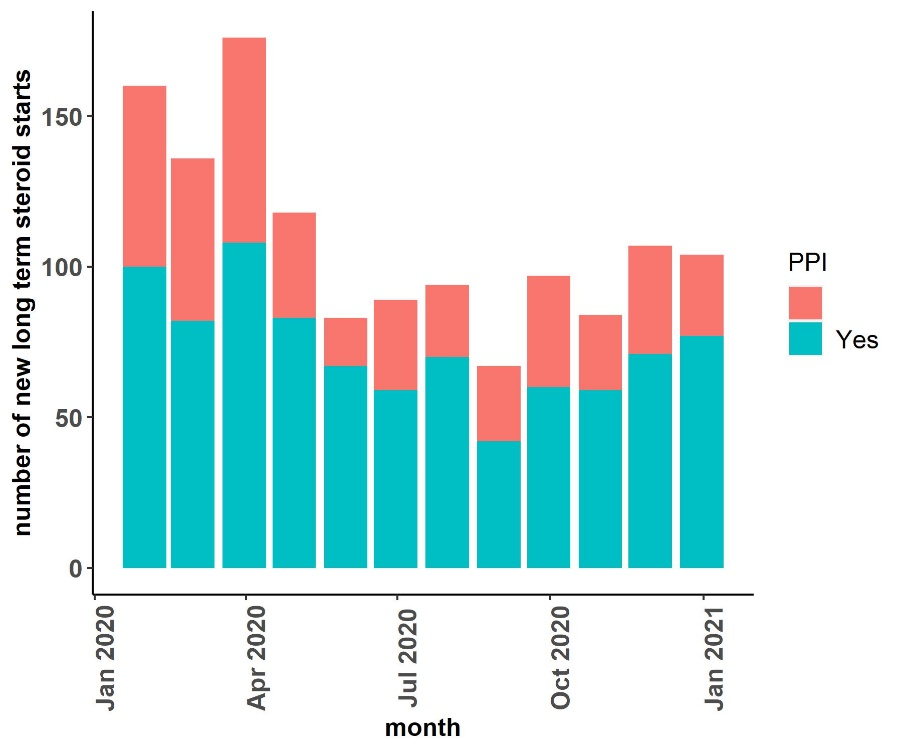 number of new long term steroid starts
150
100
50
0
Jan 2020
Apr 2020
Jul 2020
Oct 2020
Jan 2021
month
PPI
Yes